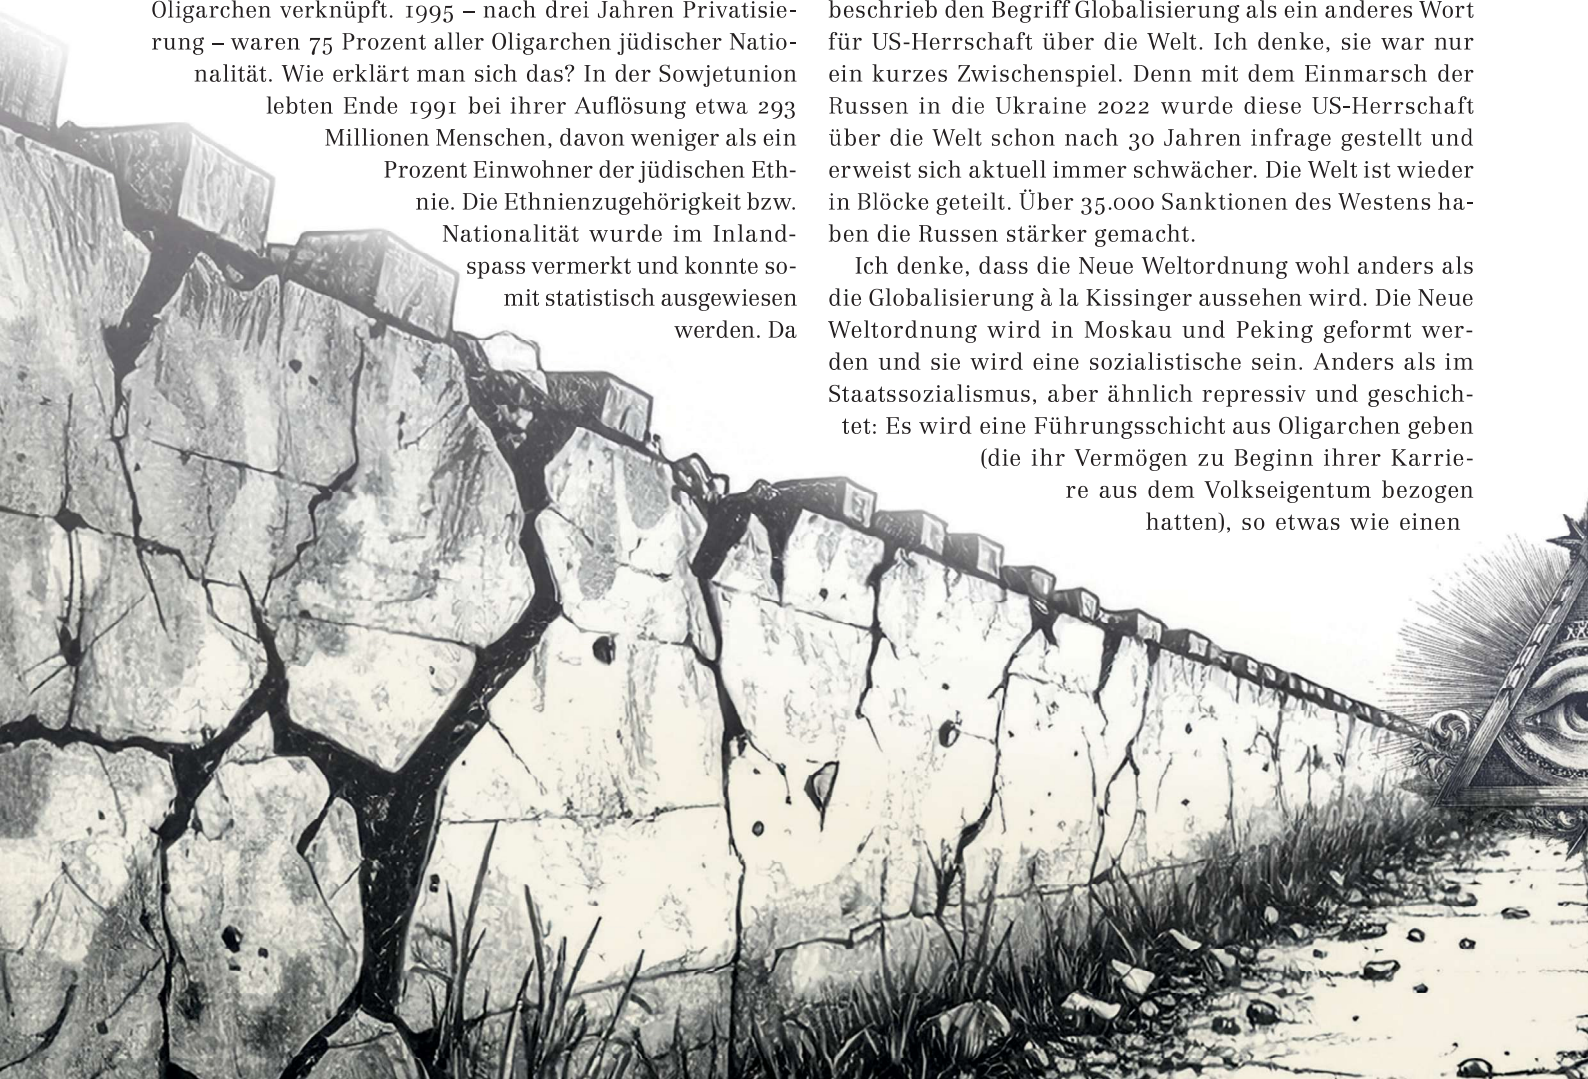 Oligarchen verknüpft. 1995 – nach drei Jahren Privatisie-
rung – waren 75 Prozent aller Oligarchen jüdischer Natio-
nalität. Wie erklärt man sich das? In der Sowjetunion
lebten Ende 1991 bei ihrer Auflösung etwa 293
Millionen Menschen, davon weniger als ein
Prozent Einwohner der jüdischen Eth-
nie. Die Ethnienzugehörigkeit bzw.
Nationalität wurde im Inland-
spass vermerkt und konnte so-
mit statistisch ausgewiesen
werden. Da
beschrieb den Begriff Globalisierung als ein anderes Wort
für US-Herrschaft über die Welt. Ich denke, sie war nur
ein kurzes Zwischenspiel. Denn mit dem Einmarsch der
Russen in die Ukraine 2022 wurde diese US-Herrschaft
über die Welt schon nach 30 Jahren infrage gestellt und
erweist sich aktuell immer schwächer. Die Welt ist wieder
in Blöcke geteilt. Über 35.000 Sanktionen des Westens ha-
ben die Russen stärker gemacht.
Ich denke, dass die Neue Weltordnung wohl anders als
die Globalisierung à la Kissinger aussehen wird. Die Neue
Weltordnung wird in Moskau und Peking geformt wer-
den und sie wird eine sozialistische sein. Anders als im
Staatssozialismus, aber ähnlich repressiv und geschich-
tet: Es wird eine Führungsschicht aus Oligarchen geben
(die ihr Vermögen zu Beginn ihrer Karrie-
re aus dem Volkseigentum bezogen
hatten), so etwas wie einen